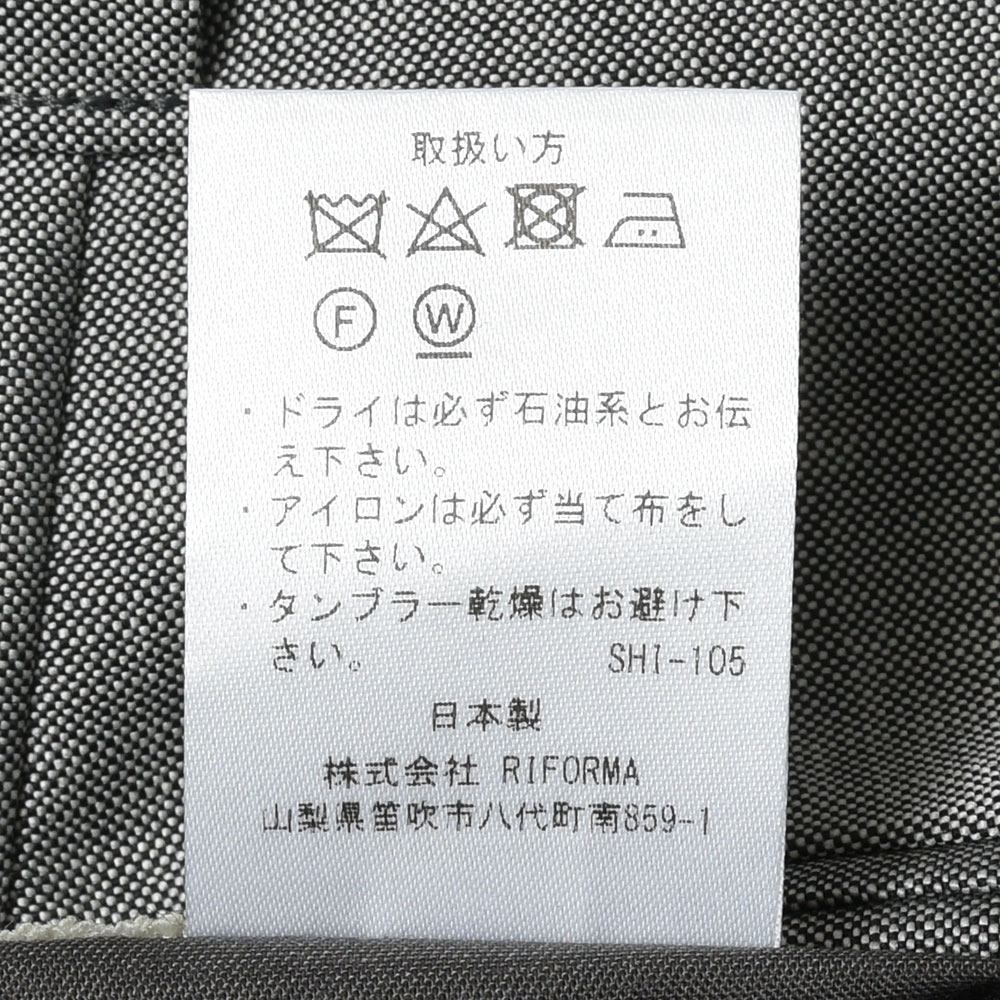 取扱い方
F W
・ドライは必ず石油系とお伝
え下さい。
・アイロンは必ず当て布をし
て下さい。
・タンブラー乾燥はお避け下
さい。 SHI-105
日本製
株式会社 RIFORMA
山梨県笛吹市八代町南859-1